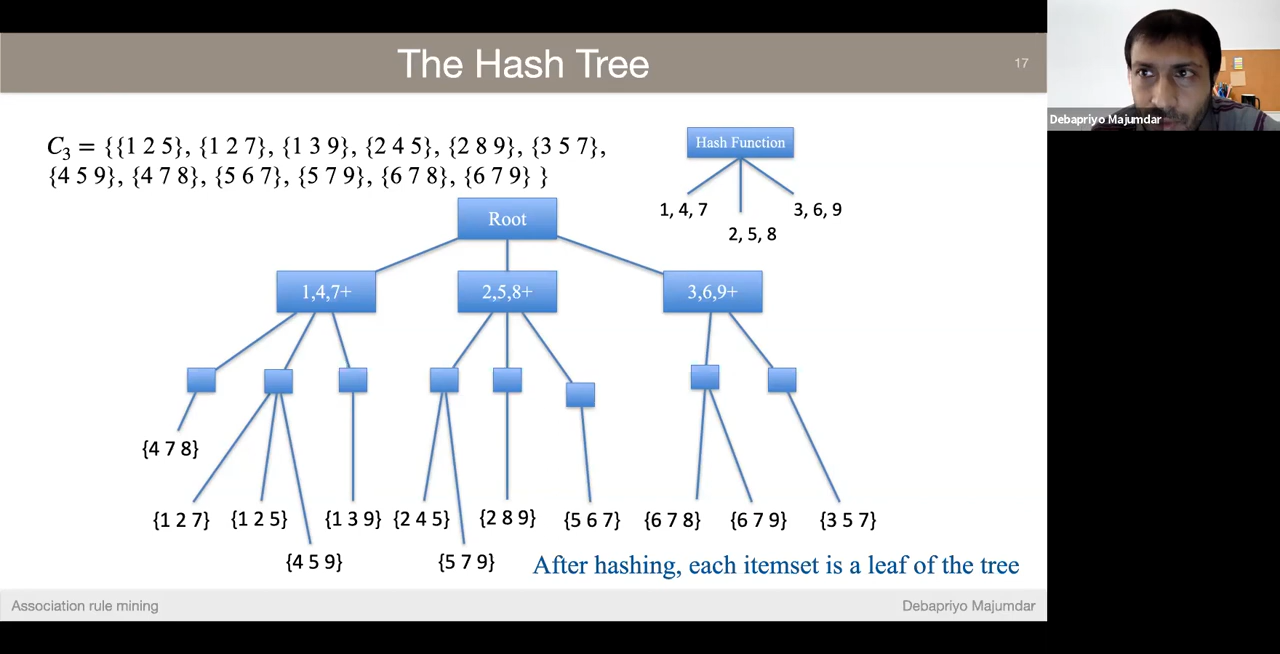 The Hash Tree
17
C3 = {{1 2 5}, {1 2 7}, {1 3 9}, {2 4 5}, {2 8 9}, {3 5 7},
{4 5 9}, {4 7 8}, {5 6 7}, {5 7 9}, {6 7 8}, {6 7 9} }
Hash Function
1, 4, 7
2, 5, 8
3, 6, 9
Root
1,4,7+
2,5,8+
3,6,9+
{4 7 8}
{1 2 7}
{1 2 5}
{1 3 9}
{2 4 5}
{2 8 9}
{5 6 7}
{6 7 8}
{6 7 9}
{3 5 7}
{4 5 9}
{5 7 9}
After hashing, each itemset is a leaf of the tree
Association rule mining
Debapriyo Majumdar
Debapriyo Majumdar